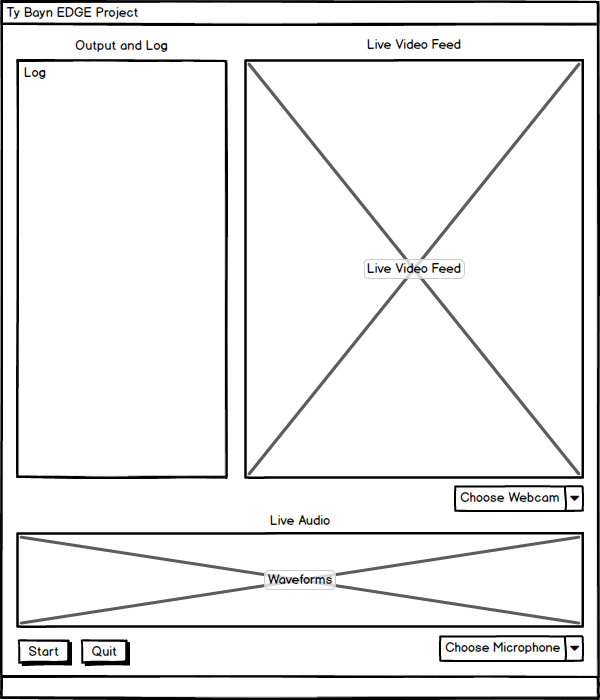 Ty Bayn EDGE Project
Output and Log
Live Video Feed
Log
Live Video Feed
Choose Webcam
Live Audio
Waveforms
Start
Quit
Choose Microphone